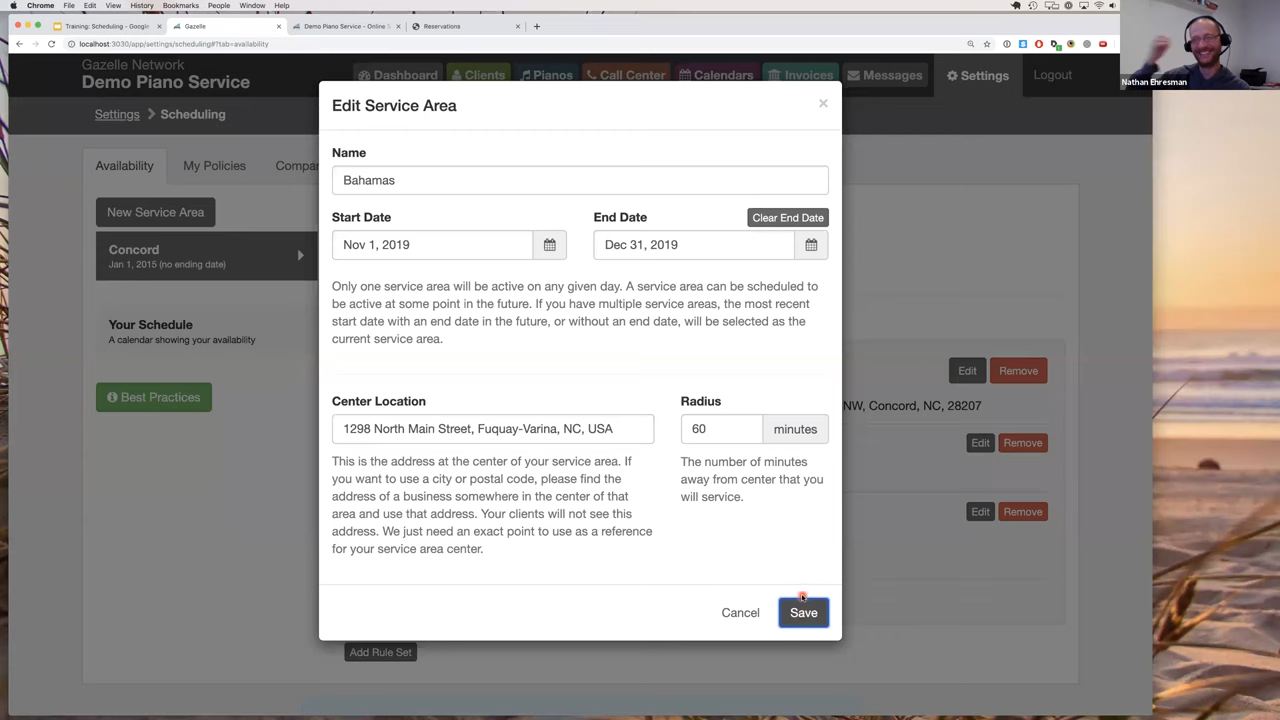 Chrome File Edit View History Bookmarks People Window Help
Training: Scheduling - Google
Gazelle
Demo Piano Service - Online
Reservations
localhost:3030/app/settings/scheduling#?tab=availability
Nathan Ehresman
Gazelle Network
Demo Piano Service
Dashboard
Clients
Pianos
Call Center
Calendars
Invoices
Messages
Settings
Logout
Settings
Scheduling
Availability
My Policies
Compan
New Service Area
Concord
Jan 1, 2015 (no ending date)
Your Schedule
A calendar showing your availability
Best Practices
Edit Service Area
×
Name
Bahamas
Start Date
End Date
Clear End Date
Nov 1, 2019
Dec 31, 2019
Only one service area will be active on any given day. A service area can be scheduled to
be active at some point in the future. If you have multiple service areas, the most recent
start date with an end date in the future, or without an end date, will be selected as the
current service area.
Center Location
Radius
1298 North Main Street, Fuquay-Varina, NC, USA
60
minutes
This is the address at the center of your service area. If
you want to use a city or postal code, please find the
address of a business somewhere in the center of that
area and use that address. Your clients will not see this
address. We just need an exact point to use as a reference
for your service area center.
The number of minutes
away from center that you
will service.
Cancel
Save
Edit
Remove
NW, Concord, NC, 28207
Edit
Remove
Edit
Remove
Add Rule Set